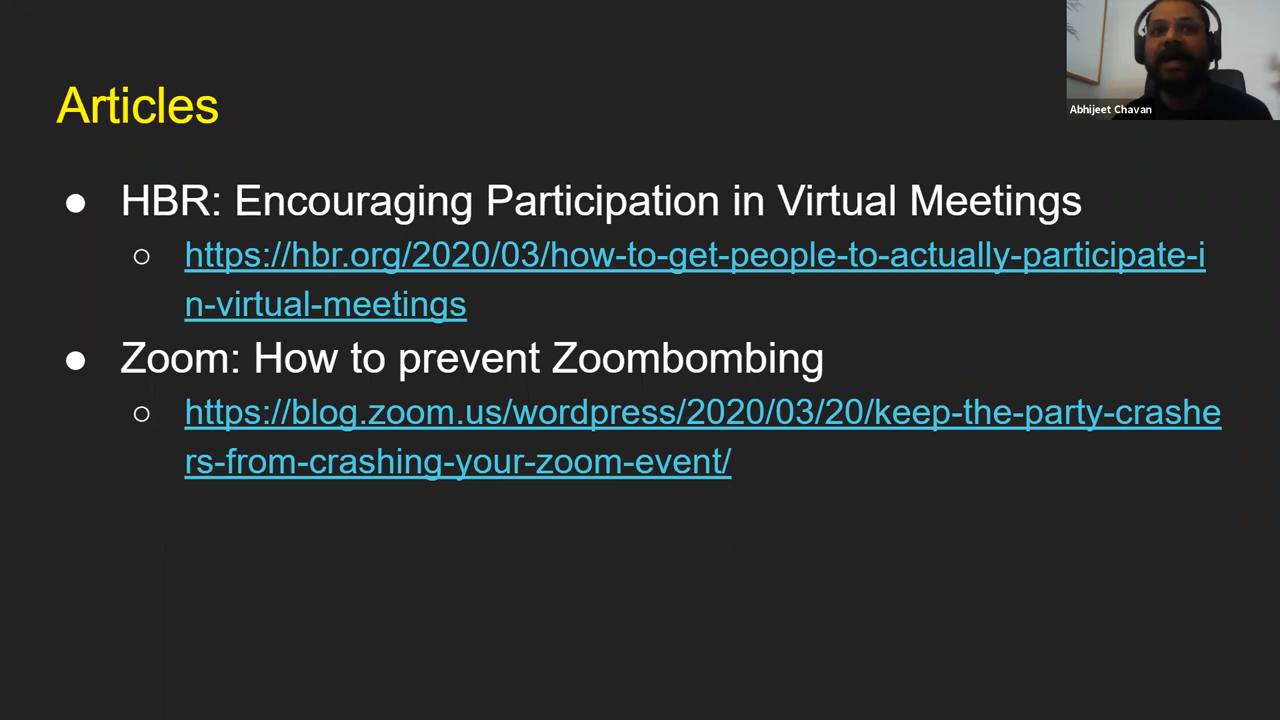 Abhijeet Chavan
Articles
● HBR: Encouraging Participation in Virtual Meetings
○ https://hbr.org/2020/03/how-to-get-people-to-actually-participate-i
n-virtual-meetings
● Zoom: How to prevent Zoombombing
○ https://blog.zoom.us/wordpress/2020/03/20/keep-the-party-crashe
rs-from-crashing-your-zoom-event/